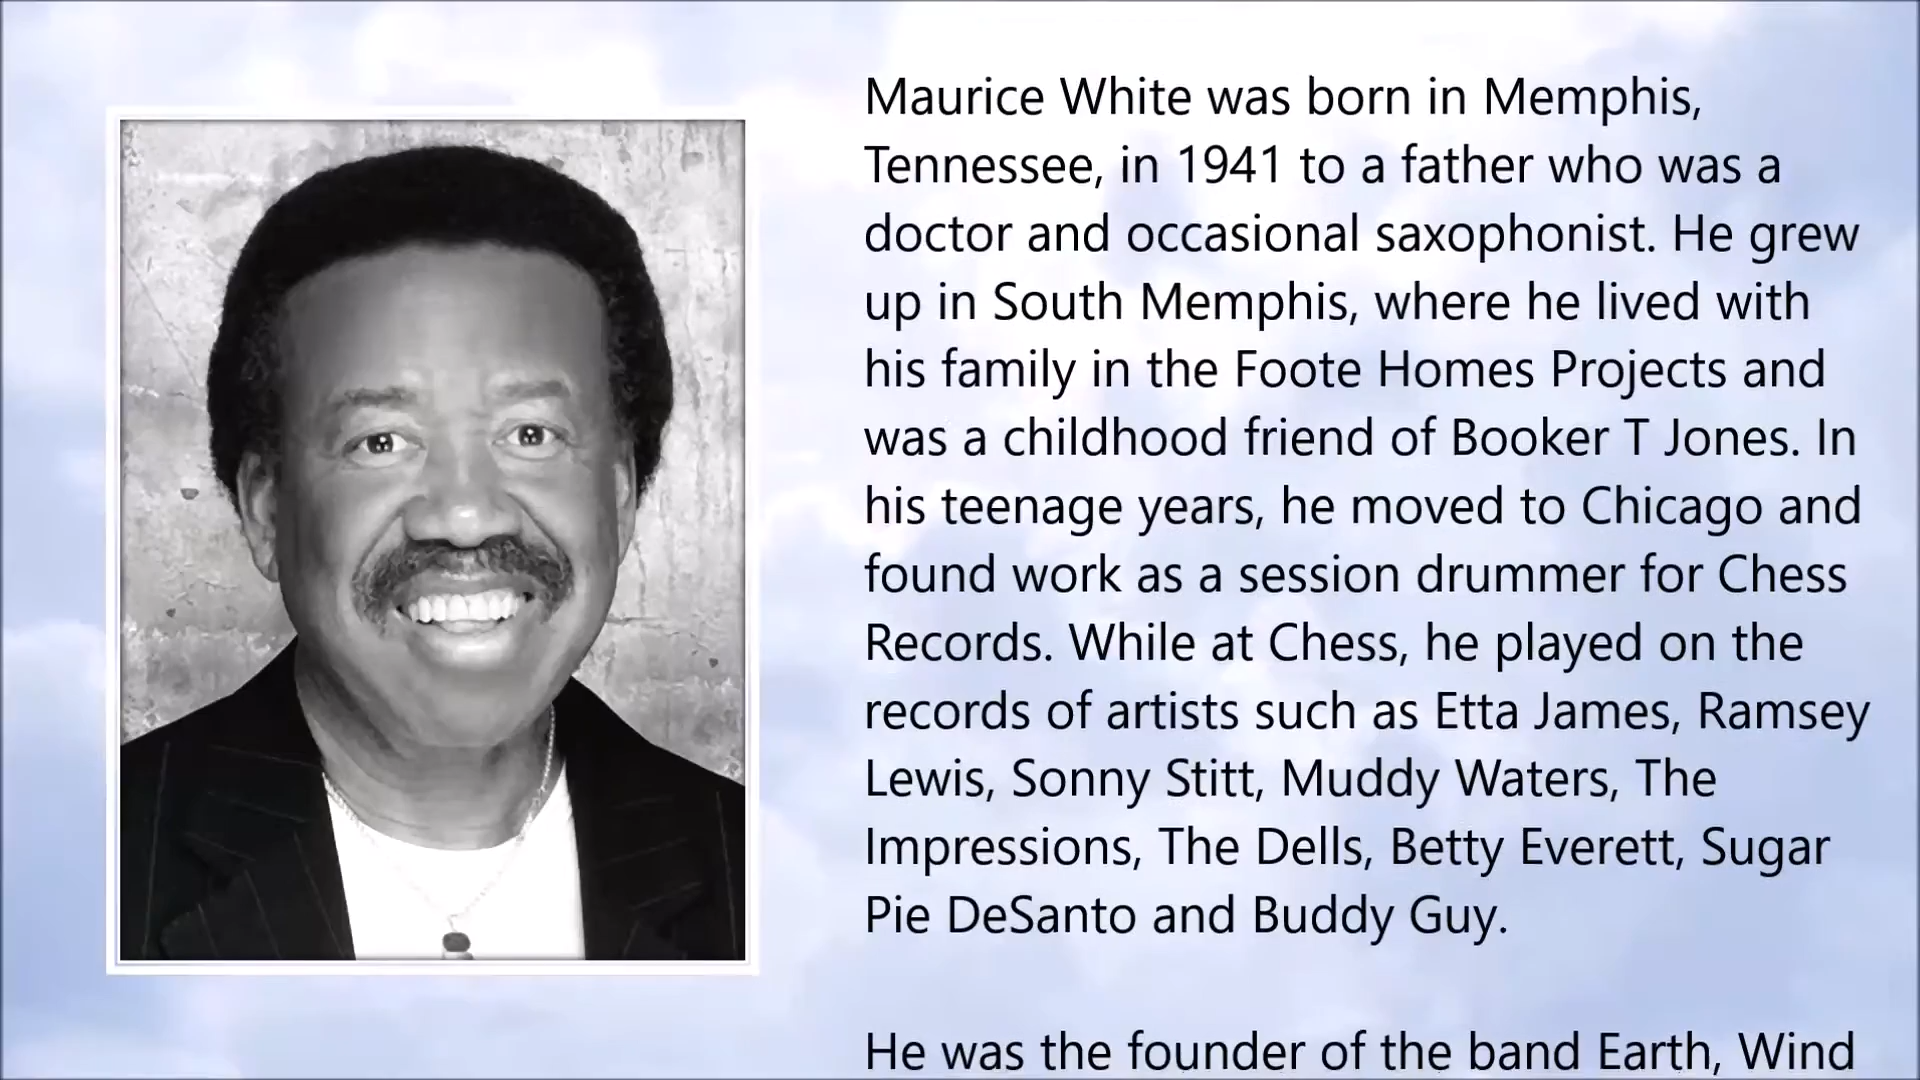 Maurice White was born in Memphis,
Tennessee, in 1941 to a father who was a
doctor and occasional saxophonist. He grew
up in South Memphis, where he lived with
his family in the Foote Homes Projects and
was a childhood friend of Booker T Jones. In
his teenage years, he moved to Chicago and
found work as a session drummer for Chess
Records. While at Chess, he played on the
records of artists such as Etta James, Ramsey
Lewis, Sonny Stitt, Muddy Waters, The
Impressions, The Dells, Betty Everett, Sugar
Pie DeSanto and Buddy Guy.
He was the founder of the band Earth, Wind